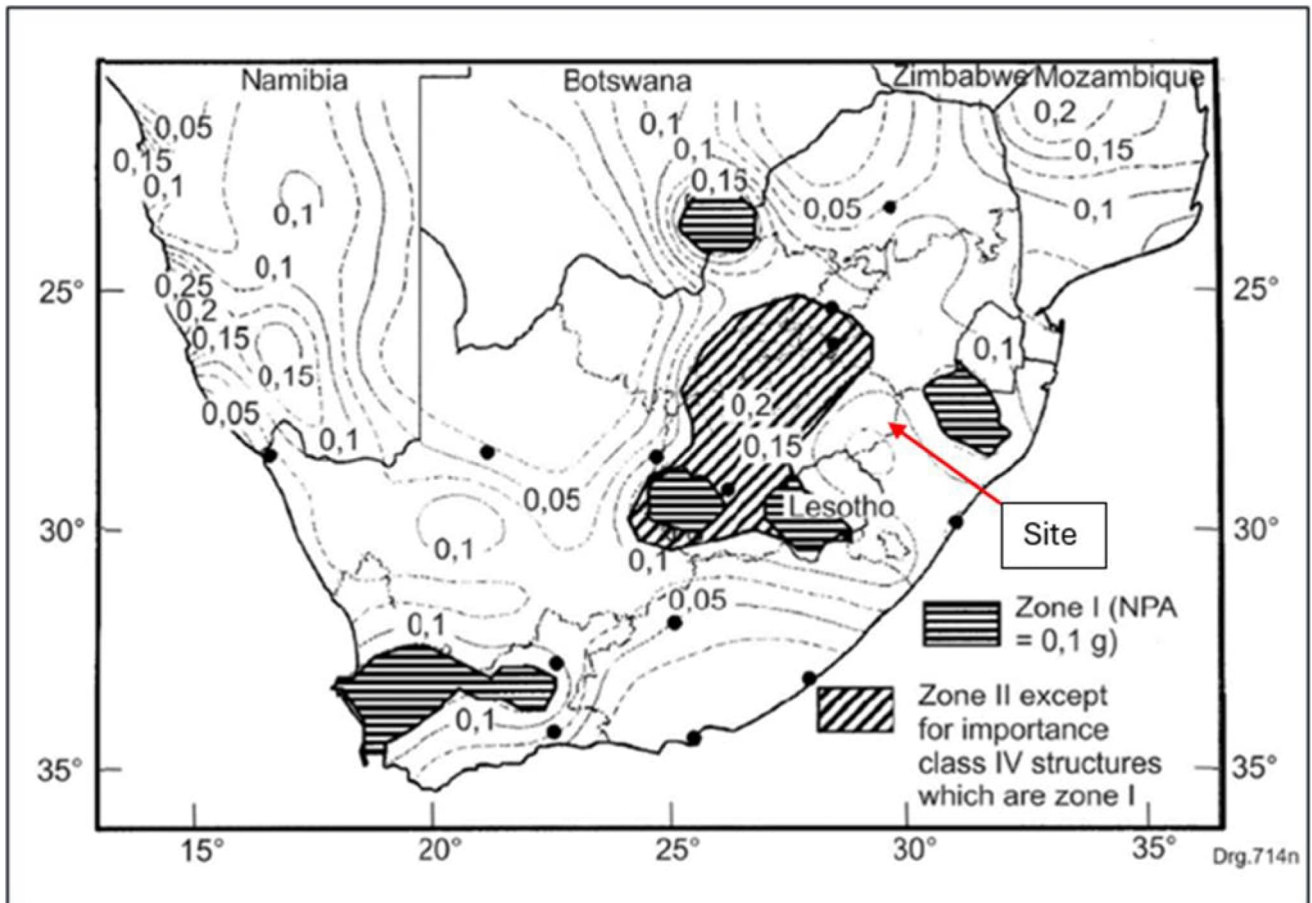 Namibia
Botswana
Zimbabwe
Mozambique
0,05
0,15
0,1
0,1
0,1
0,1
0,15
0,05
0,2
0,15
0,1
25°
0,1
0,25
0,2
0,15
0,15
0,05
0,1
0,1
25°
0,2
0,15
0,05
Lesotho
Site
30°
0,1
0,1
30°
0,05
0,1
Zone I (NPA
= 0,1 g)
0,1
Zone II except
for importance
class IV structures
which are zone I
35°
35°
15°
20°
25°
30°
35°
Drg.714n